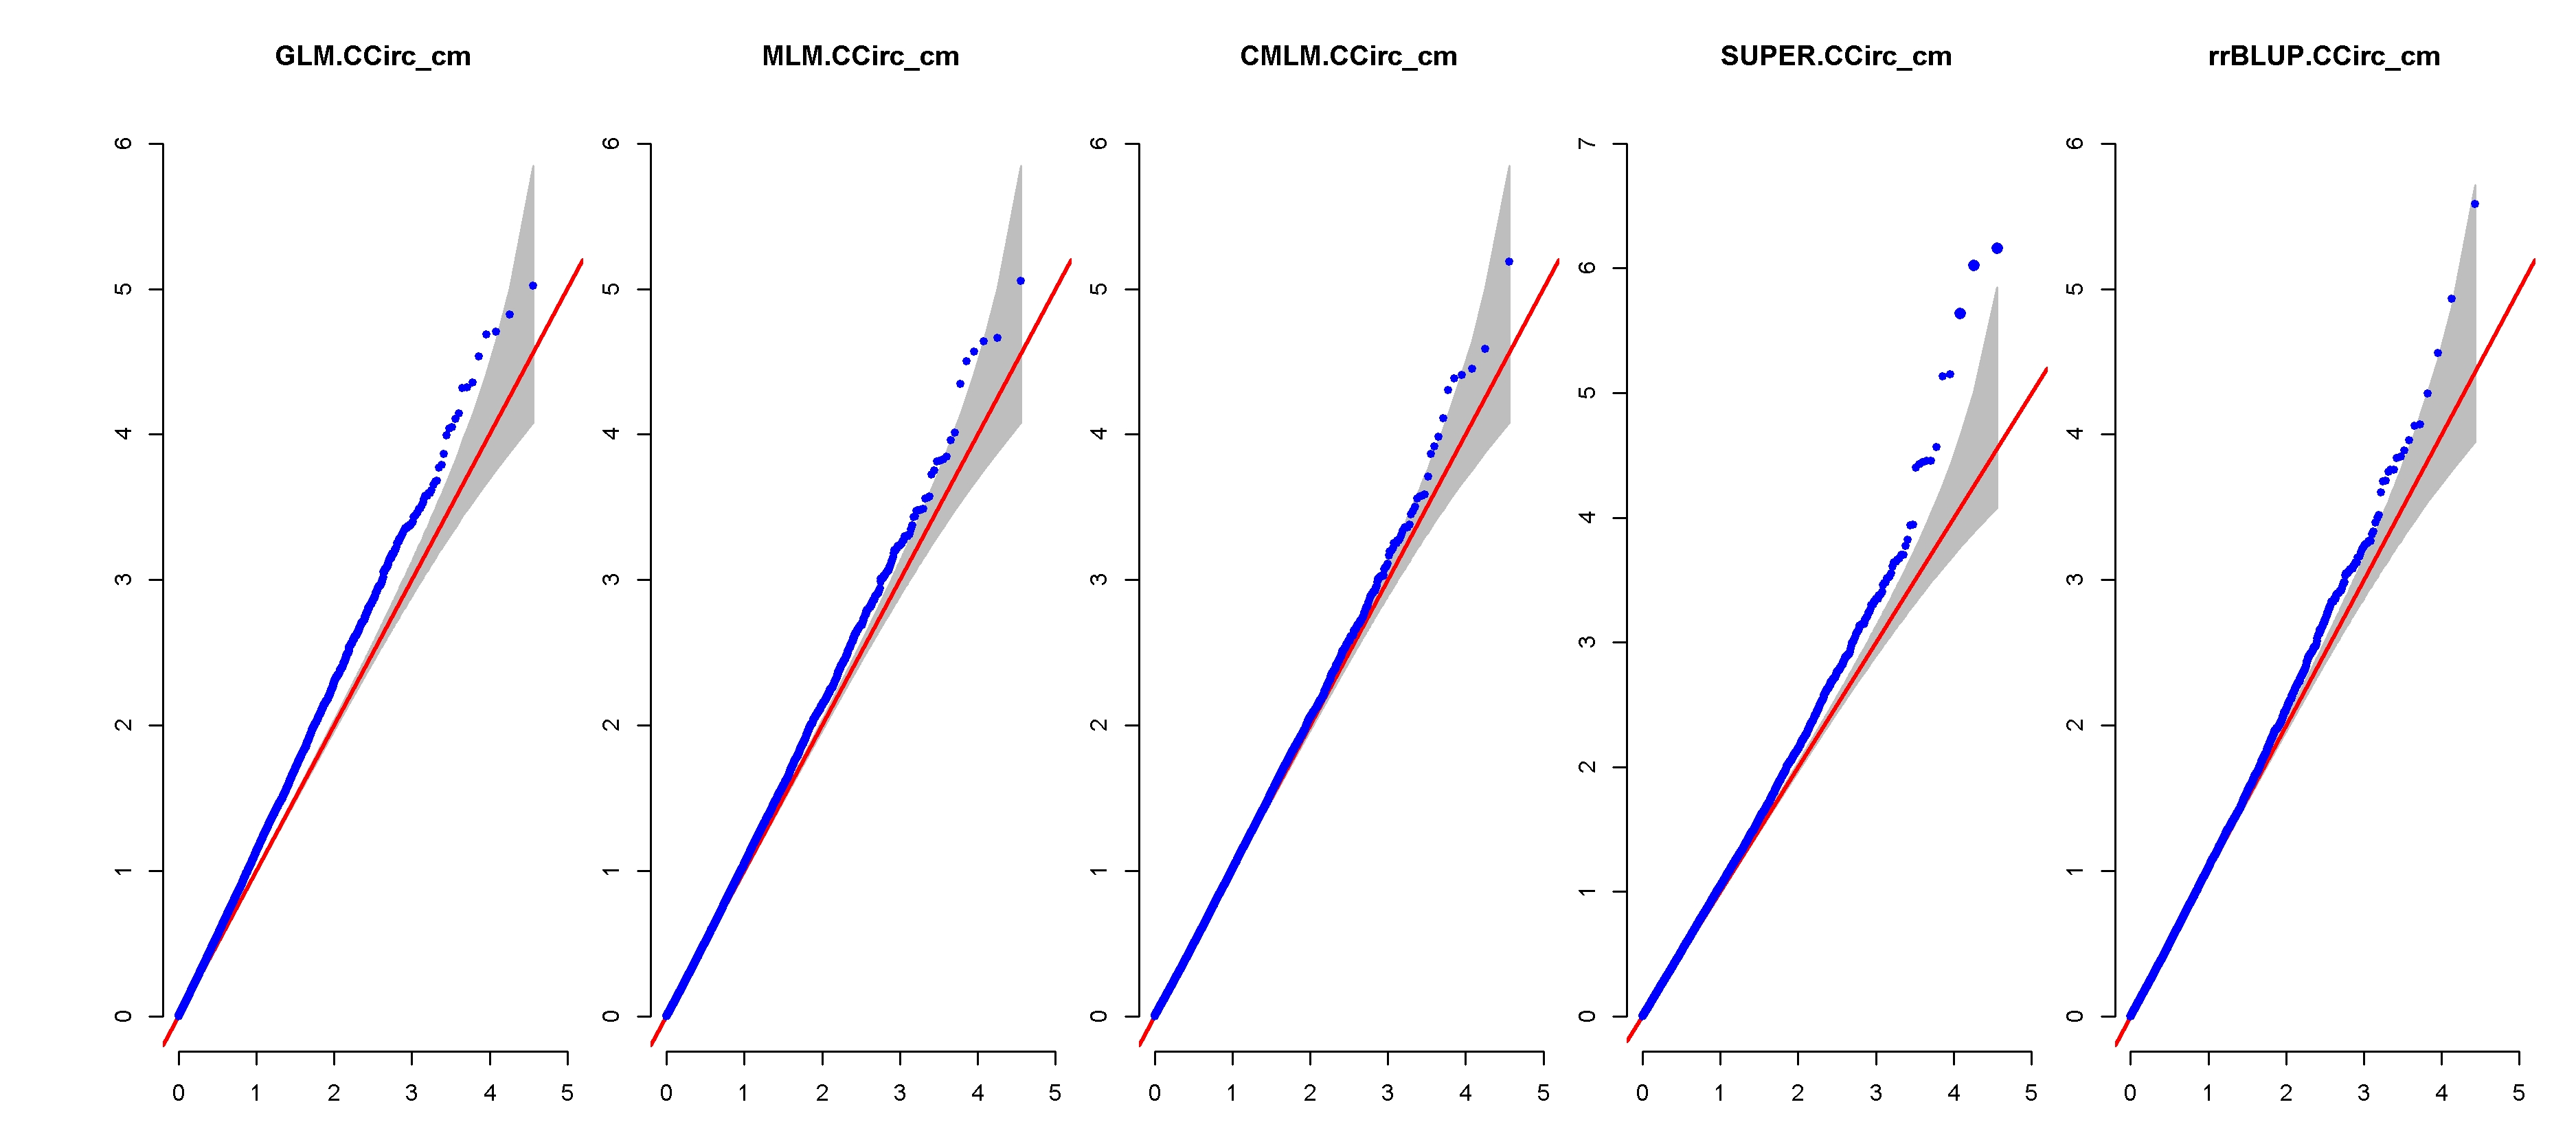 GLM.CCirc_cm MLM.CCirc_cm CMLM.CCirc_cm SUPER.CCirc_cm rrBLUP.CCirc_cm
6 6 6 7 6
5 5 5 6 5
4 4 4 5 4
3 3 3 4 3
2 2 2 3 2
1 1 1 2 1
0 0 0 1 0
0
0 1 2 3 4 5 0 1 2 3 4 5 0 1 2 3 4 5 0 1 2 3 4 5 0 1 2 3 4 5